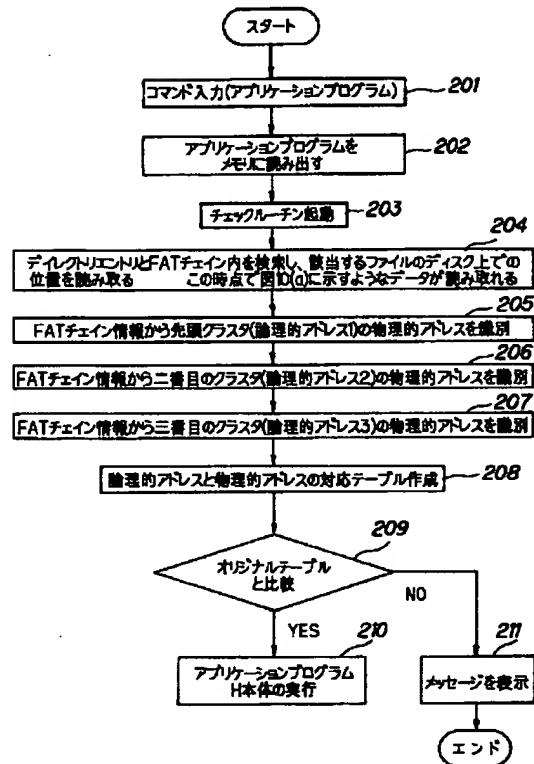 スタート
コマンド入力(アプリケーションプログラム)
201
アプリケーションプログラムを
メモリに読み出す
202
チェックルーチン起動
203
204
ディレクトリエントリとFATチェイン内を検索し、該当するファイルのディスク上での
位置を読み取る　　この時点で図10(a)に示すようなデータが読み取れる
205
FATチェイン情報から先頭クラスタ(論理的アドレス1)の物理的アドレスを識別
206
FATチェイン情報から二番目のクラスタ(論理的アドレス2)の物理的アドレスを識別
207
FATチェイン情報から三番目のクラスタ(論理的アドレス3)の物理的アドレスを識別
論理的アドレスと物理的アドレスの対応テーブル作成
208
209
オリジナルテーブル
と比較
NO
YES
210
アプリケーションプログラム
H本体の実行
211
メッセージを表示
エンド